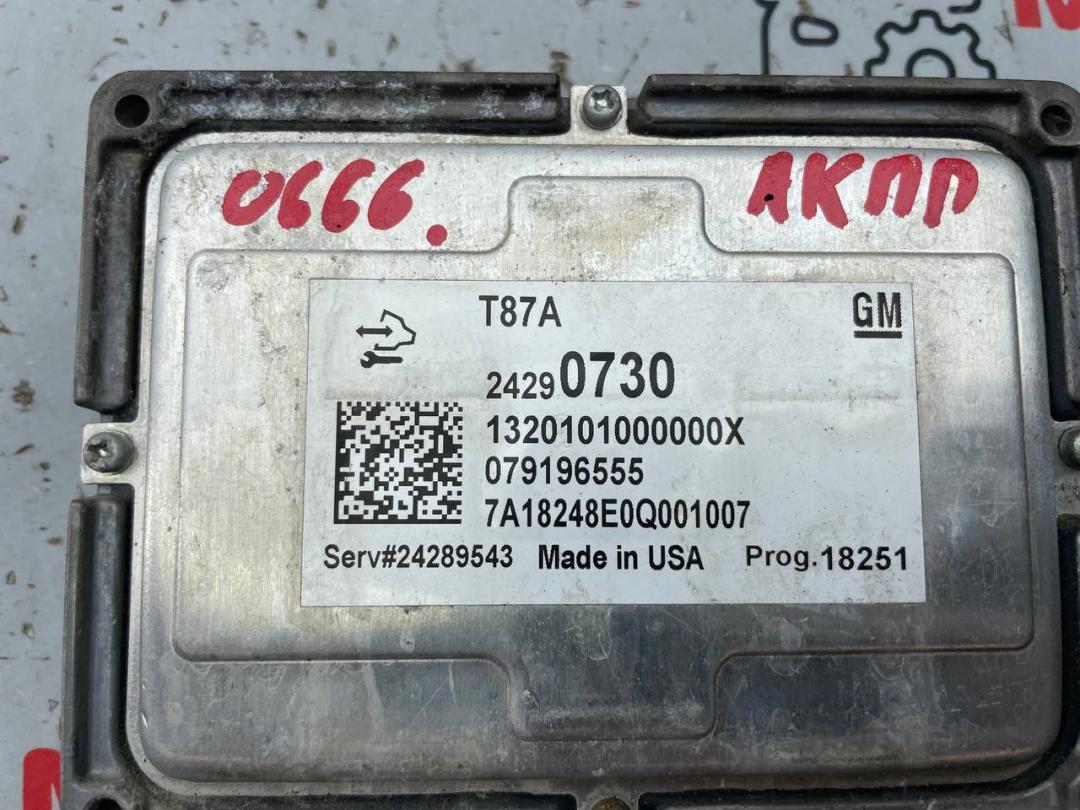 0666. АКПП
T87A GM
24290730
1320101000000X
079196555
7A18248E0Q001007
Serv#24289543 Made in USA Prog.18251